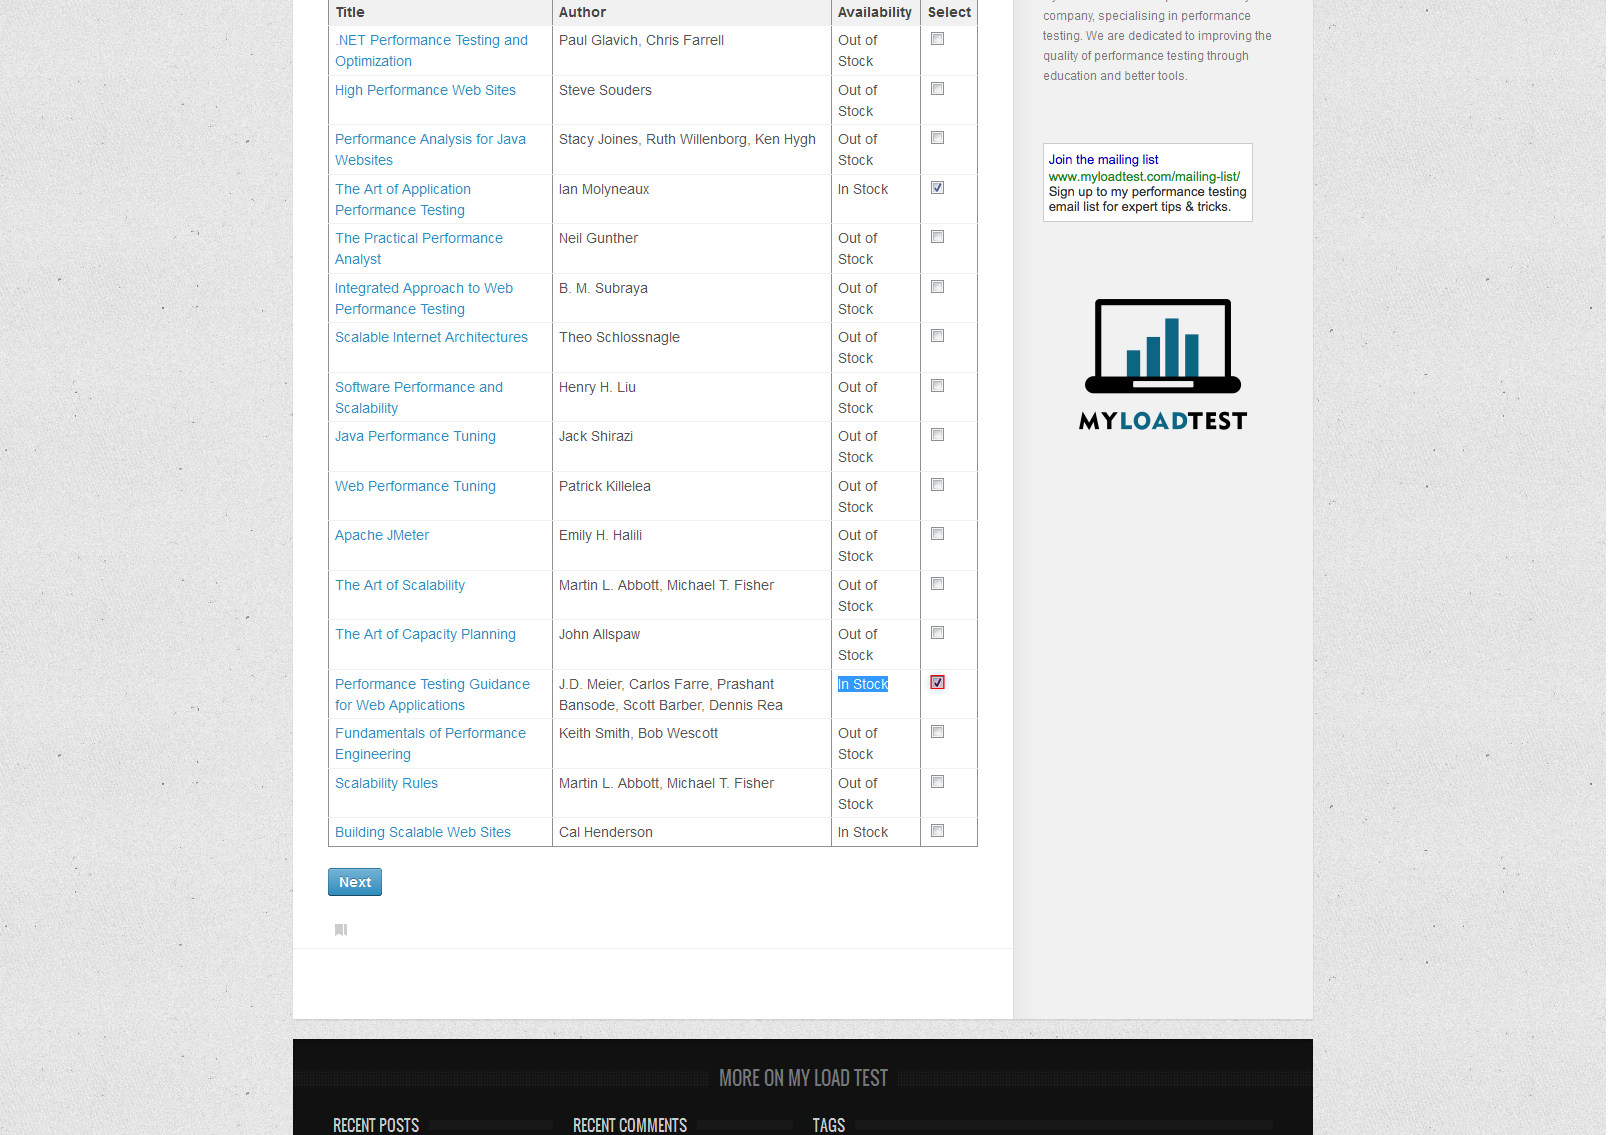 Title Author Availability Select
.NET Performance Testing and Optimization Paul Glavich, Chris Farrell Out of Stock
High Performance Web Sites Steve Souders Out of Stock
Performance Analysis for Java Websites Stacy Joines, Ruth Willenborg, Ken Hygh Out of Stock
The Art of Application Performance Testing Ian Molyneaux In Stock
The Practical Performance Analyst Neil Gunther Out of Stock
Integrated Approach to Web Performance Testing B. M. Subraya Out of Stock
Scalable Internet Architectures Theo Schlossnagle Out of Stock
Software Performance and Scalability Henry H. Liu Out of Stock
Java Performance Tuning Jack Shirazi Out of Stock
Web Performance Tuning Patrick Killelea Out of Stock
Apache JMeter Emily H. Halili Out of Stock
The Art of Scalability Martin L. Abbott, Michael T. Fisher Out of Stock
The Art of Capacity Planning John Allspaw Out of Stock
Performance Testing Guidance for Web Applications J.D. Meier, Carlos Farre, Prashant Bansode, Scott Barber, Dennis Rea In Stock
Fundamentals of Performance Engineering Keith Smith, Bob Wescott Out of Stock
Scalability Rules Martin L. Abbott, Michael T. Fisher Out of Stock
Building Scalable Web Sites Cal Henderson In Stock
Next
company, specialising in performance
testing. We are dedicated to improving the
quality of performance testing through
education and better tools.
Join the mailing list
www.myloadtest.com/mailing-list/
Sign up to my performance testing
email list for expert tips & tricks.
MYLOADTEST
MORE ON MY LOAD TEST
RECENT POSTS RECENT COMMENTS TAGS